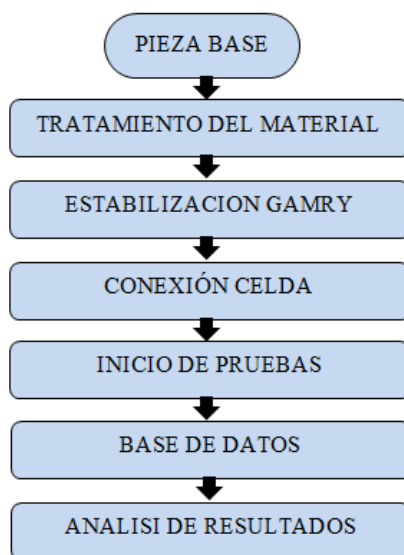 PIEZA BASE
TRATAMIENTO DEL MATERIAL
ESTABILIZACION GAMRY
CONEXIÓN CELDA
INICIO DE PRUEBAS
BASE DE DATOS
ANALISI DE RESULTADOS